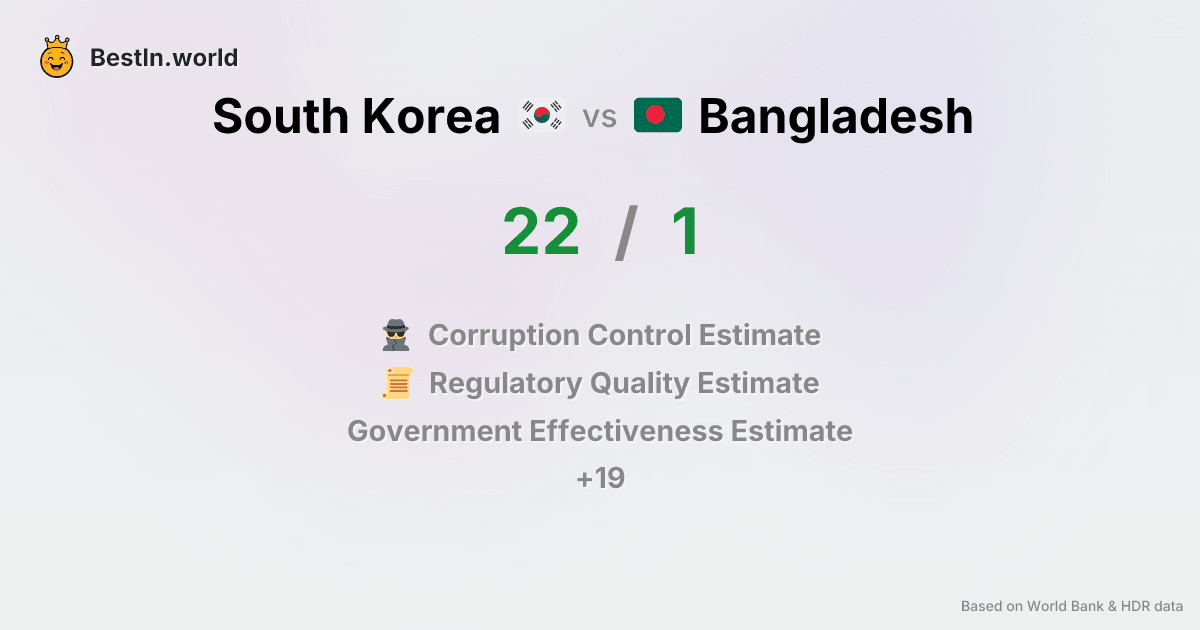 BestIn.world
South Korea vs Bangladesh
22 / 1
Corruption Control Estimate
Regulatory Quality Estimate
Government Effectiveness Estimate
+19
Based on World Bank & HDR data